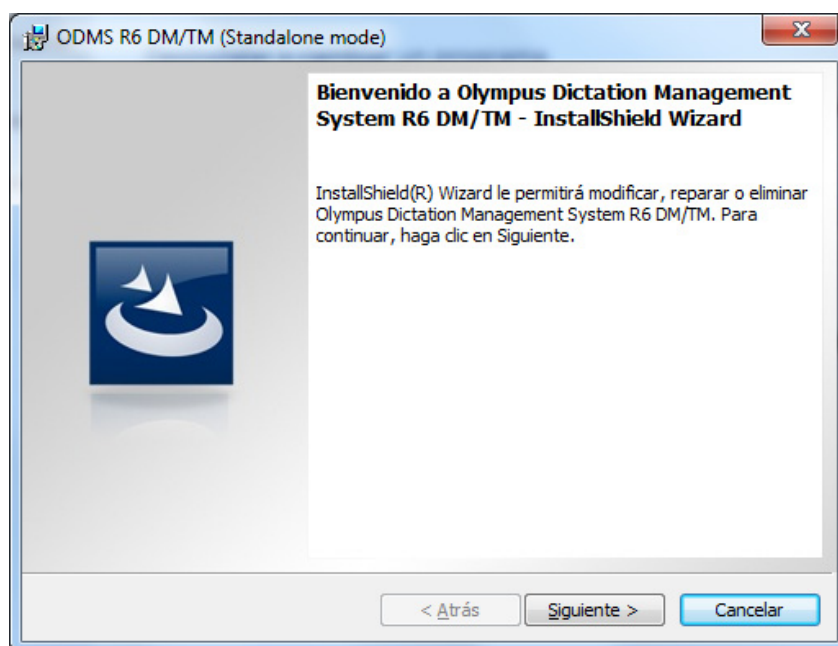 ODMS R6 DM/TM (Standalone mode)
Bienvenido a Olympus Dictation Management
System R6 DM/TM - InstallShield Wizard
InstallShield(R) Wizard le permitirá modificar, reparar o eliminar
Olympus Dictation Management System R6 DM/TM. Para
continuar, haga clic en Siguiente.
< Atrás
Siguiente >
Cancelar